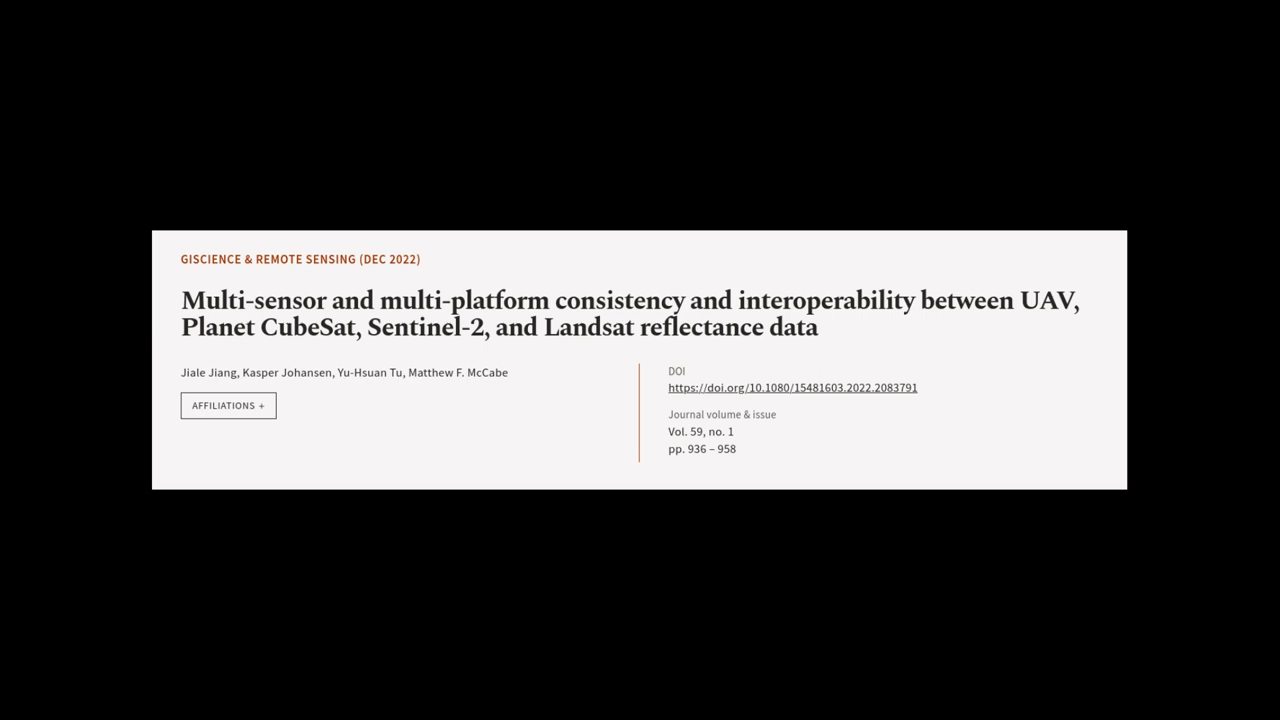 GISCIENCE & REMOTE SENSING (DEC 2022)
Multi-sensor and multi-platform consistency and interoperability between UAV,
Planet CubeSat, Sentinel-2, and Landsat reflectance data
Jiale Jiang, Kasper Johansen, Yu-Hsuan Tu, Matthew F. McCabe
AFFILIATIONS +
DOI
https://doi.org/10.1080/15481603.2022.2083791
Journal volume & issue
Vol. 59, no. 1
pp. 936 – 958